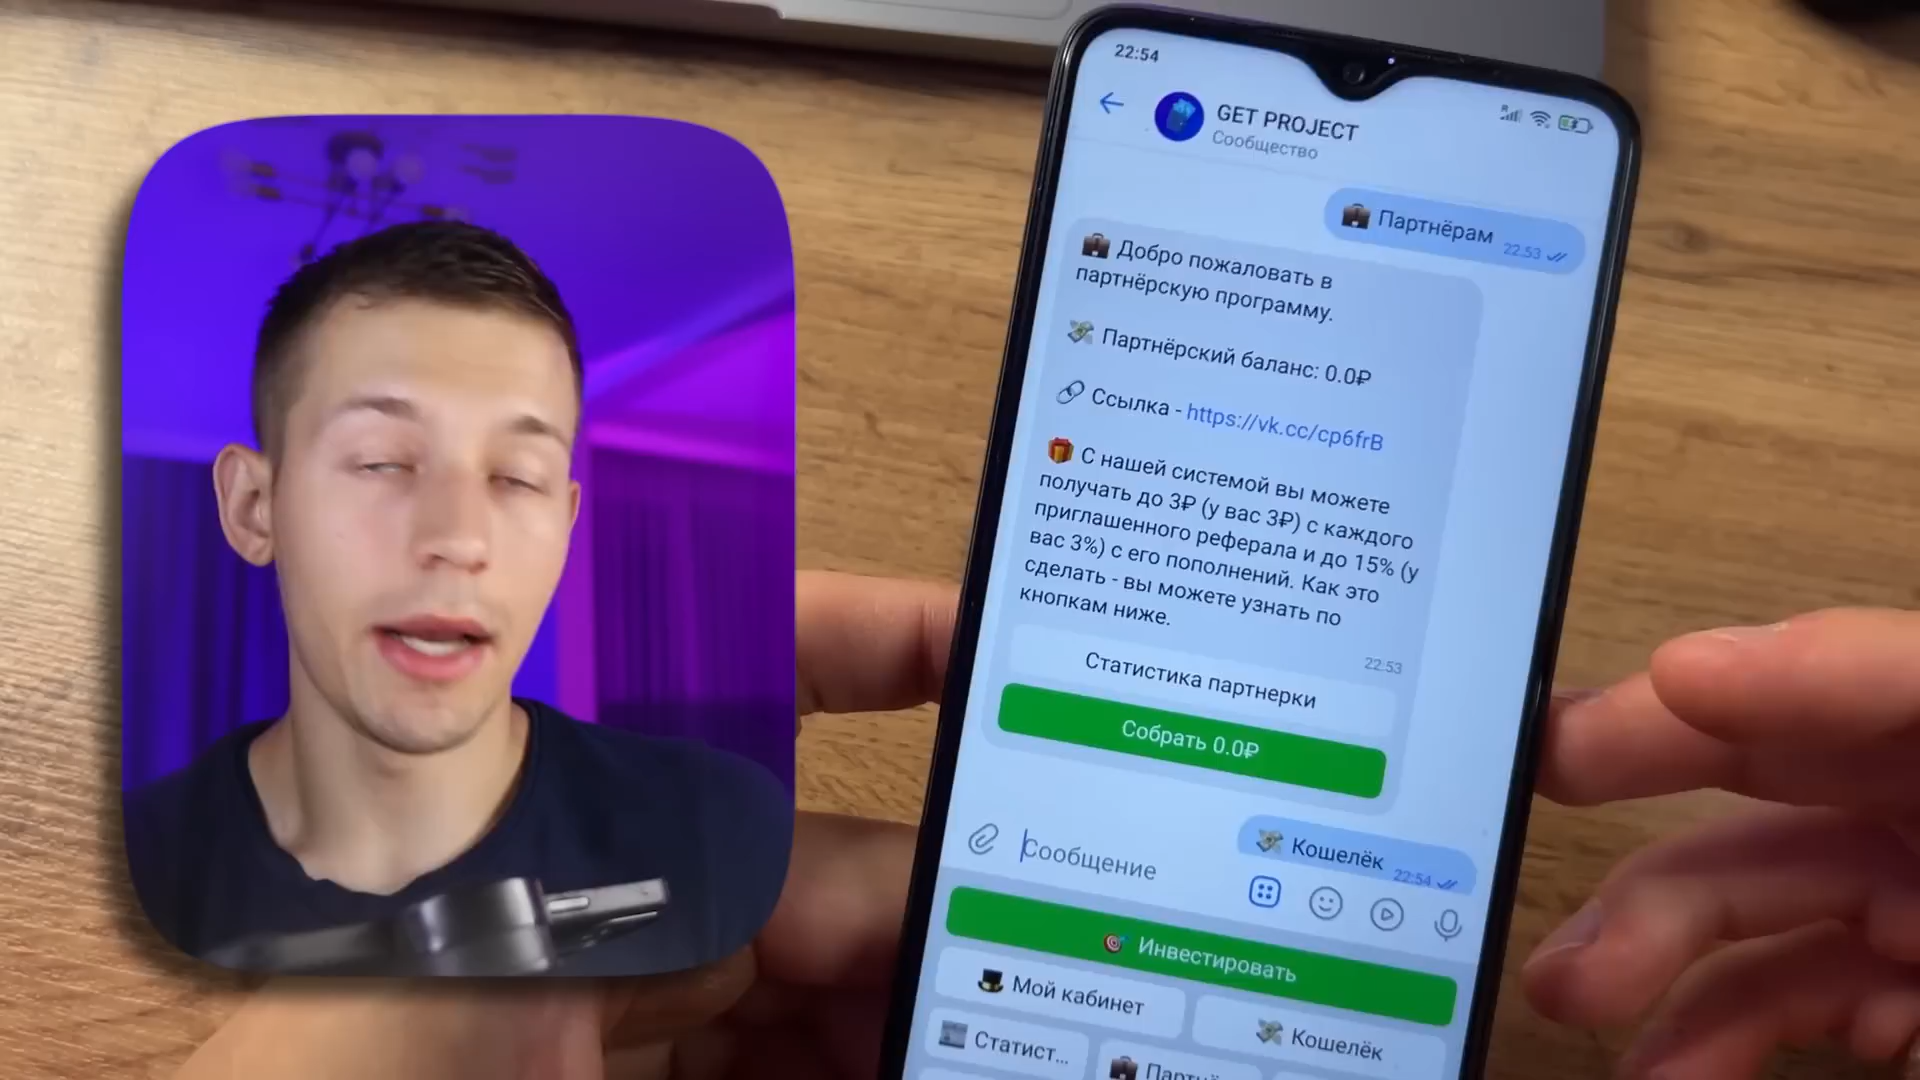 22:54
GET PROJECT
Сообщество
💼 Партнёрам 22:53
💼 Добро пожаловать в
партнёрскую программу.
💸 Партнёрский баланс: 0.0₽
🔗 Ссылка - https://vk.cc/cp6frB
🎁 С нашей системой вы можете
получать до 3₽ (у вас 3₽) с каждого
приглашенного реферала и до 15% (у
вас 3%) с его пополнений. Как это
сделать - вы можете узнать по
кнопкам ниже.
22:53
Статистика партнерки
Собрать 0.0₽
💸 Кошелёк 22:54
Сообщение
🎯 Инвестировать
🎩 Мой кабинет
💸 Кошелёк
Статист...
💼